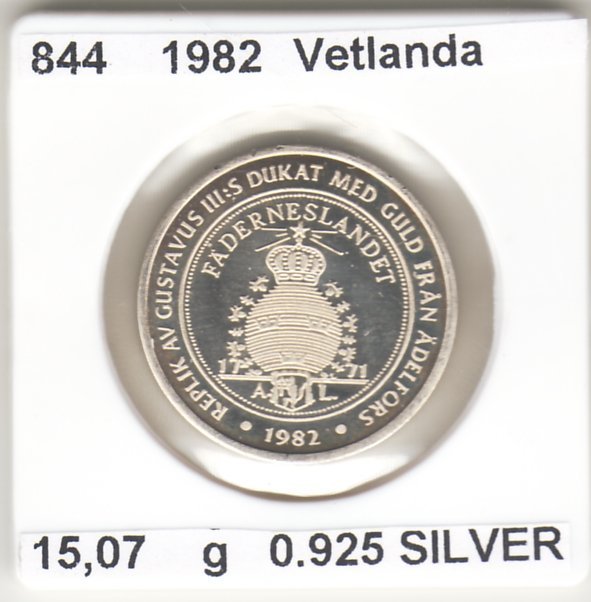 844 1982 Vetlanda
REPLIK AV GUSTAVUS III:S DUKAT MED GULD FRÅN ÄDELFORS
• 1982 •
FÄDERNESLANDET
17 71
A. L.
15,07 g 0.925 SILVER